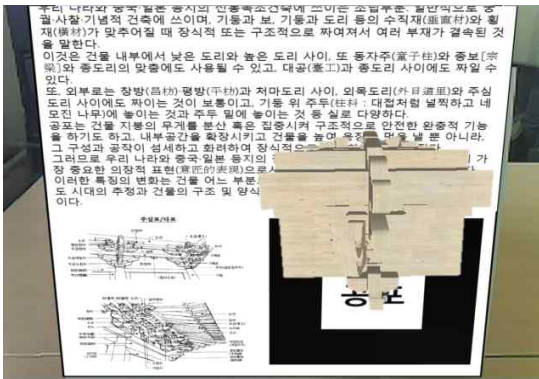 우리 나라와 중국·일본 등지의 전통목조건축에 쓰이는 조립부분. 일반적으로 궁
궐·사찰·기념적 건축에 쓰이며, 기둥과 보, 기둥과 도리 등의 수직재(垂直材)와 횡
재(橫材)가 맞추어질 때 장식적 또는 구조적으로 짜여져서 여러 부재가 결속된 것
을 말한다.
이것은 건물 내부에서 낮은 도리와 높은 도리 사이, 또 동자주(童子柱)와 종보[宗
梁]와 종도리의 맞춤에도 사용될 수 있고, 대공(臺工)과 종도리 사이에도 짜일 수
있다.
또, 외부로는 창방(昌枋)·평방(平枋)과 처마도리 사이, 외목도리(外目道里)와 주심
도리 사이에도 짜이는 것이 보통이고, 기둥 위 주두(柱枓:대접처럼 넓적하고 네
모진 나무)에 놓이는 것과 주두 밑에 놓이는 것 등 실로 다양하다.
공포는 건물 지붕의 무게를 분산 혹은 집중시켜 구조적으로 안전한 완충적 기능
을 하기도 하고, 내부공간을 확장시키고 건물을 높여 뿐 아니라,
그 구성과 공작이 섬세하고 화려하여 장식적으로
그러므로 우리 나라와 중국·일본 등지의 가
장 중요한 의장적 표현(意匠的表現)으로서
이러한 특징의 변화는 건물 어느 부분
도 시대의 추정과 건물의 구조 및 양식
이다.
주심포/다포
공포